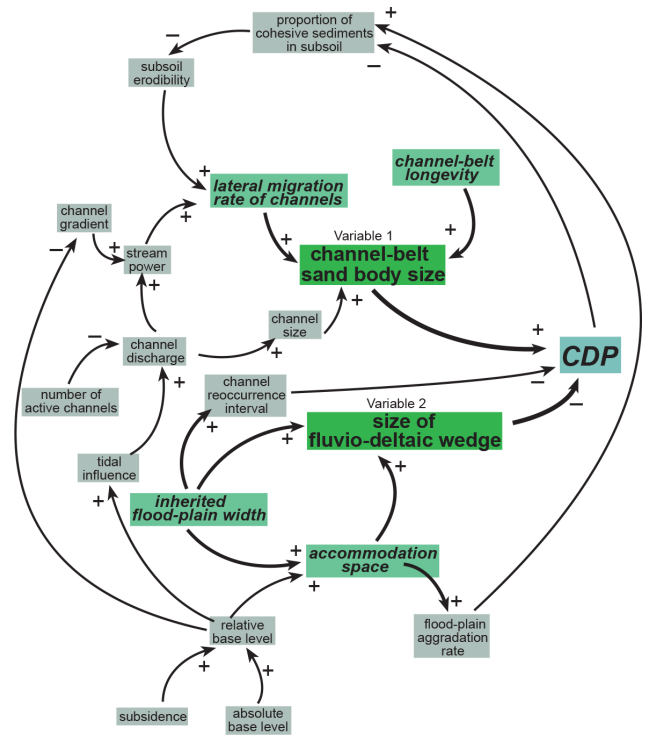 proportion of
cohesive sediments
in subsoil
+
−
−
subsoil
erodibility
+
channel-belt
longevity
lateral migration
rate of channels
+
channel
gradient
−
+
stream
power
+
+
Variable 1
channel-belt
sand body size
+
+
channel
size
+
+
channel
discharge
−
+
number of
active channels
+
CDP
−
−
channel
reoccurrence
interval
+
Variable 2
size of
fluvio-deltaic wedge
+
+
tidal
influence
+
inherited
flood-plain width
+
accommodation
space
+
+
flood-plain
aggradation
rate
relative
base level
+
+
subsidence
absolute
base level